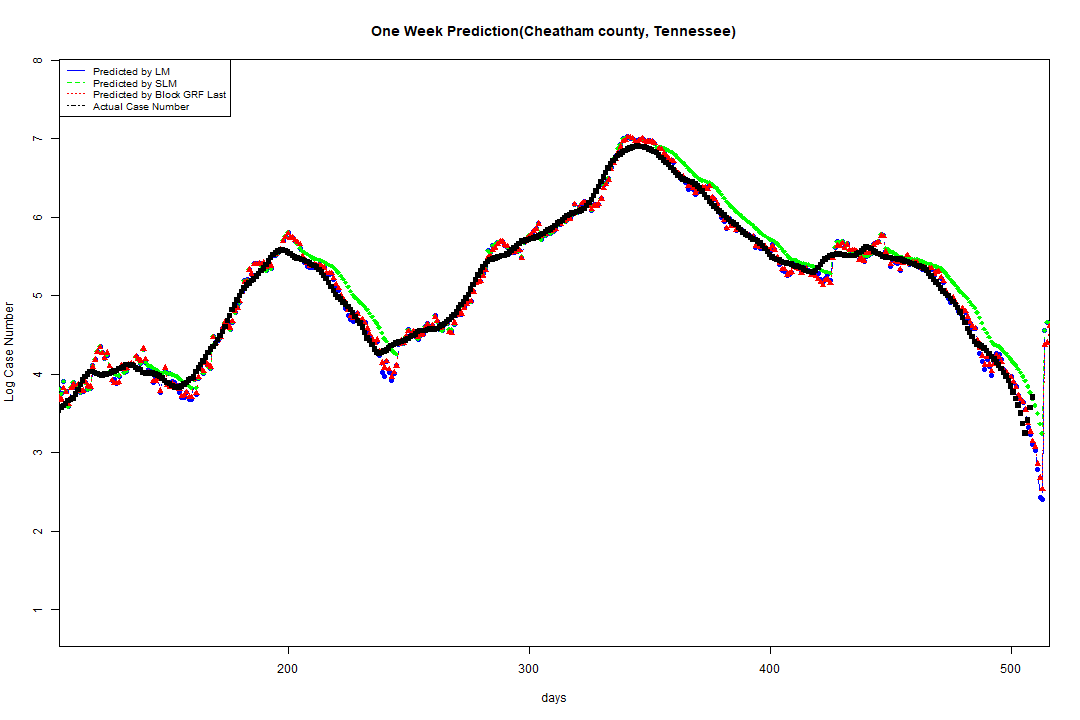 One Week Prediction(Cheatham county, Tennessee)
Predicted by LM
Predicted by SLM
Predicted by Block GRF Last
Actual Case Number
8
7
6
5
4
3
2
1
Log Case Number
200 300 400 500
days